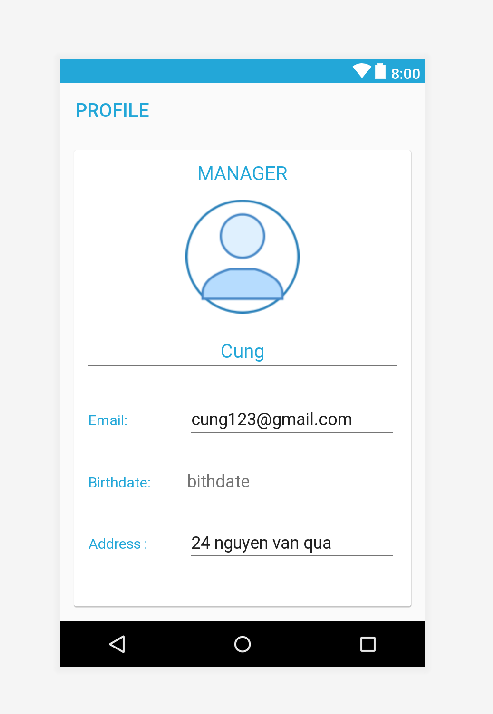 8:00
PROFILE
MANAGER
Cung
Email: cung123@gmail.com
Birthdate: bithdate
Address : 24 nguyen van qua